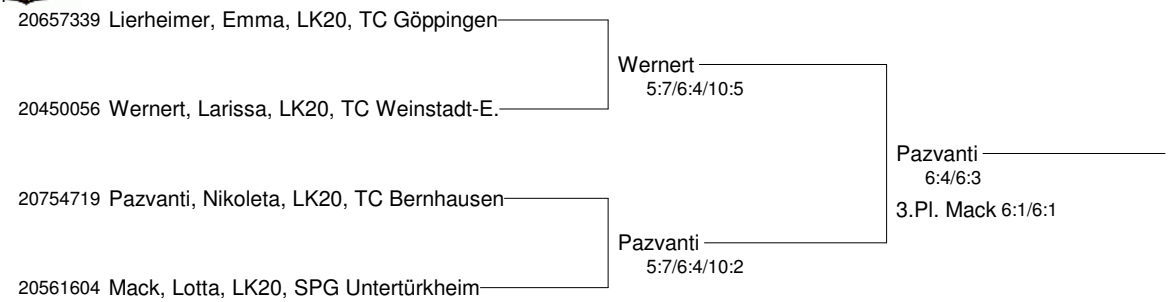 20657339 Lierheimer, Emma, LK20, TC Göppingen
Wernert
5:7/6:4/10:5
20450056 Wernert, Larissa, LK20, TC Weinstadt-E.
Pazvanti
6:4/6:3
20754719 Pazvanti, Nikoleta, LK20, TC Bernhausen
3.Pl. Mack 6:1/6:1
Pazvanti
5:7/6:4/10:2
20561604 Mack, Lotta, LK20, SPG Untertürkheim